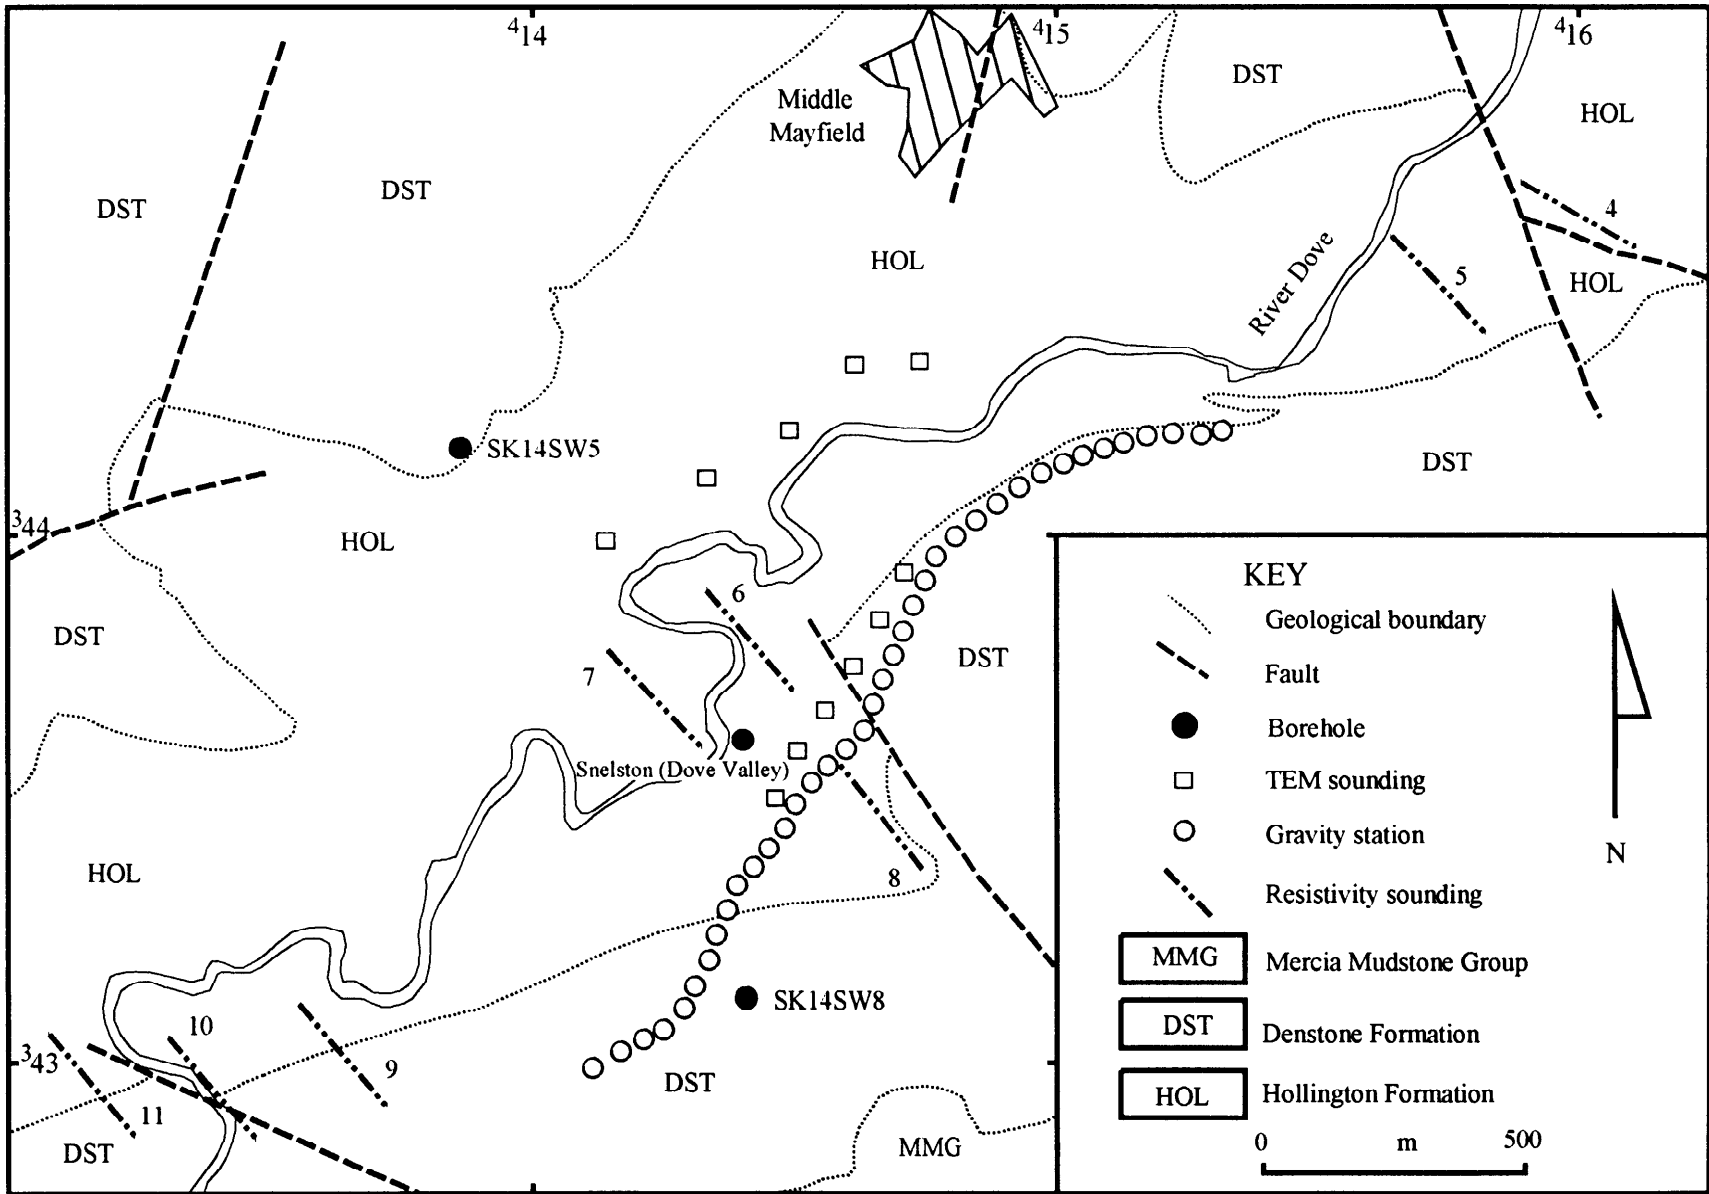 414
415
416
DST
Middle
Mayfield
HOL
DST
DST
4
HOL
5
HOL
River Dove
SK14SW5
DST
344
HOL
6
DST
DST
7
Snelston (Dove Valley)
HOL
8
SK14SW8
10
343
9
DST
11
DST
MMG
KEY
Geological boundary
Fault
Borehole
TEM sounding
Gravity station
N
Resistivity sounding
MMG Mercia Mudstone Group
DST Denstone Formation
HOL Hollington Formation
0 m 500